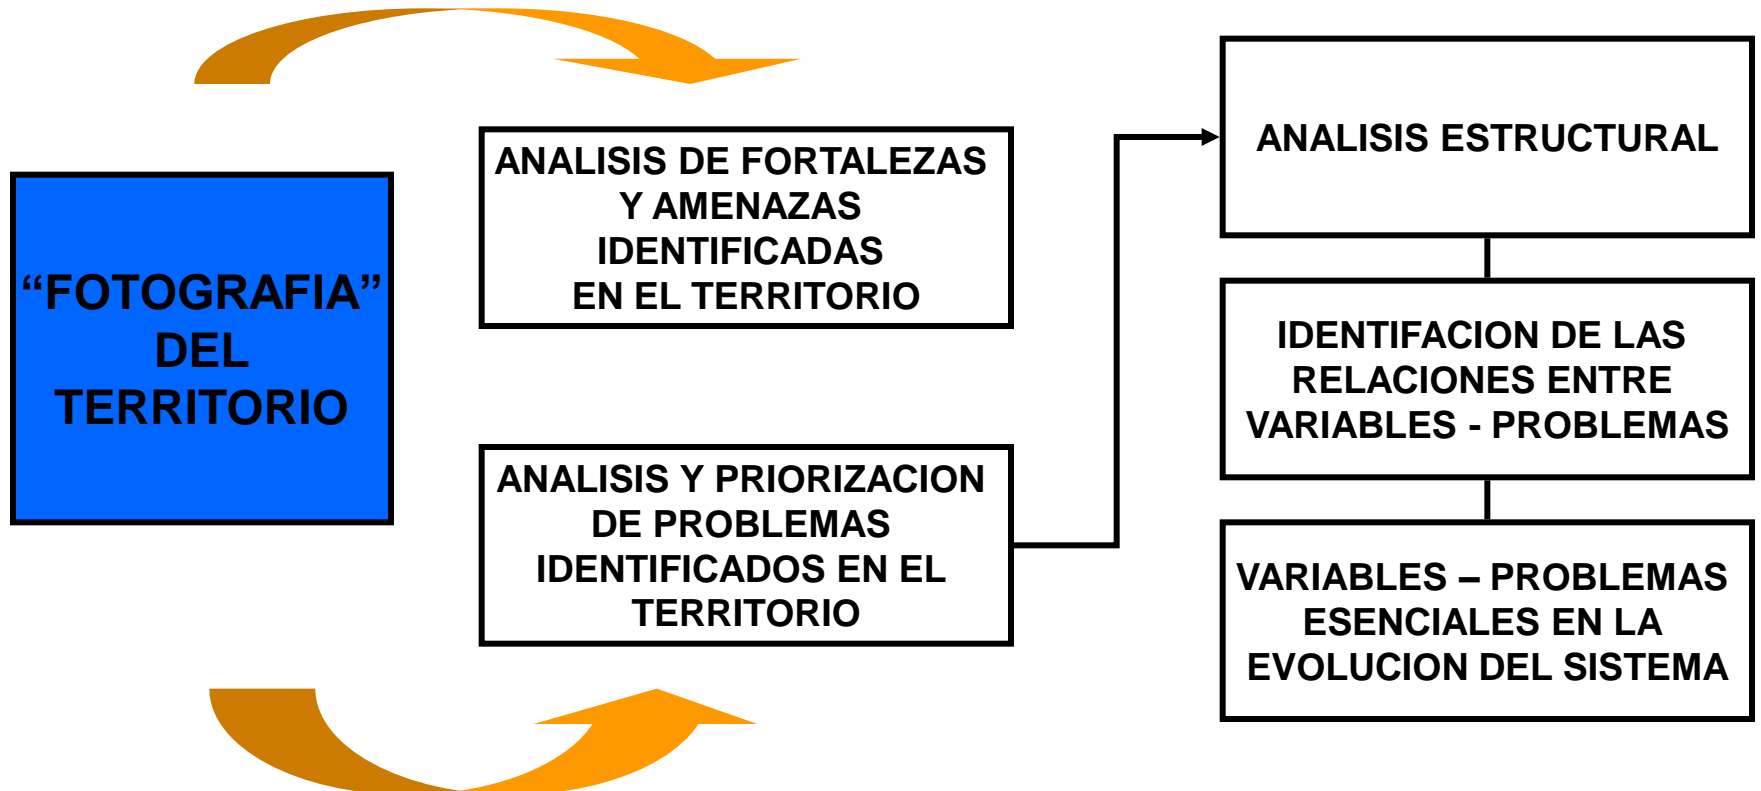 “FOTOGRAFIA”
DEL
TERRITORIO
ANALISIS DE FORTALEZAS
Y AMENAZAS
IDENTIFICADAS
EN EL TERRITORIO
ANALISIS Y PRIORIZACION
DE PROBLEMAS
IDENTIFICADOS EN EL
TERRITORIO
ANALISIS ESTRUCTURAL
IDENTIFACION DE LAS
RELACIONES ENTRE
VARIABLES - PROBLEMAS
VARIABLES – PROBLEMAS
ESENCIALES EN LA
EVOLUCION DEL SISTEMA